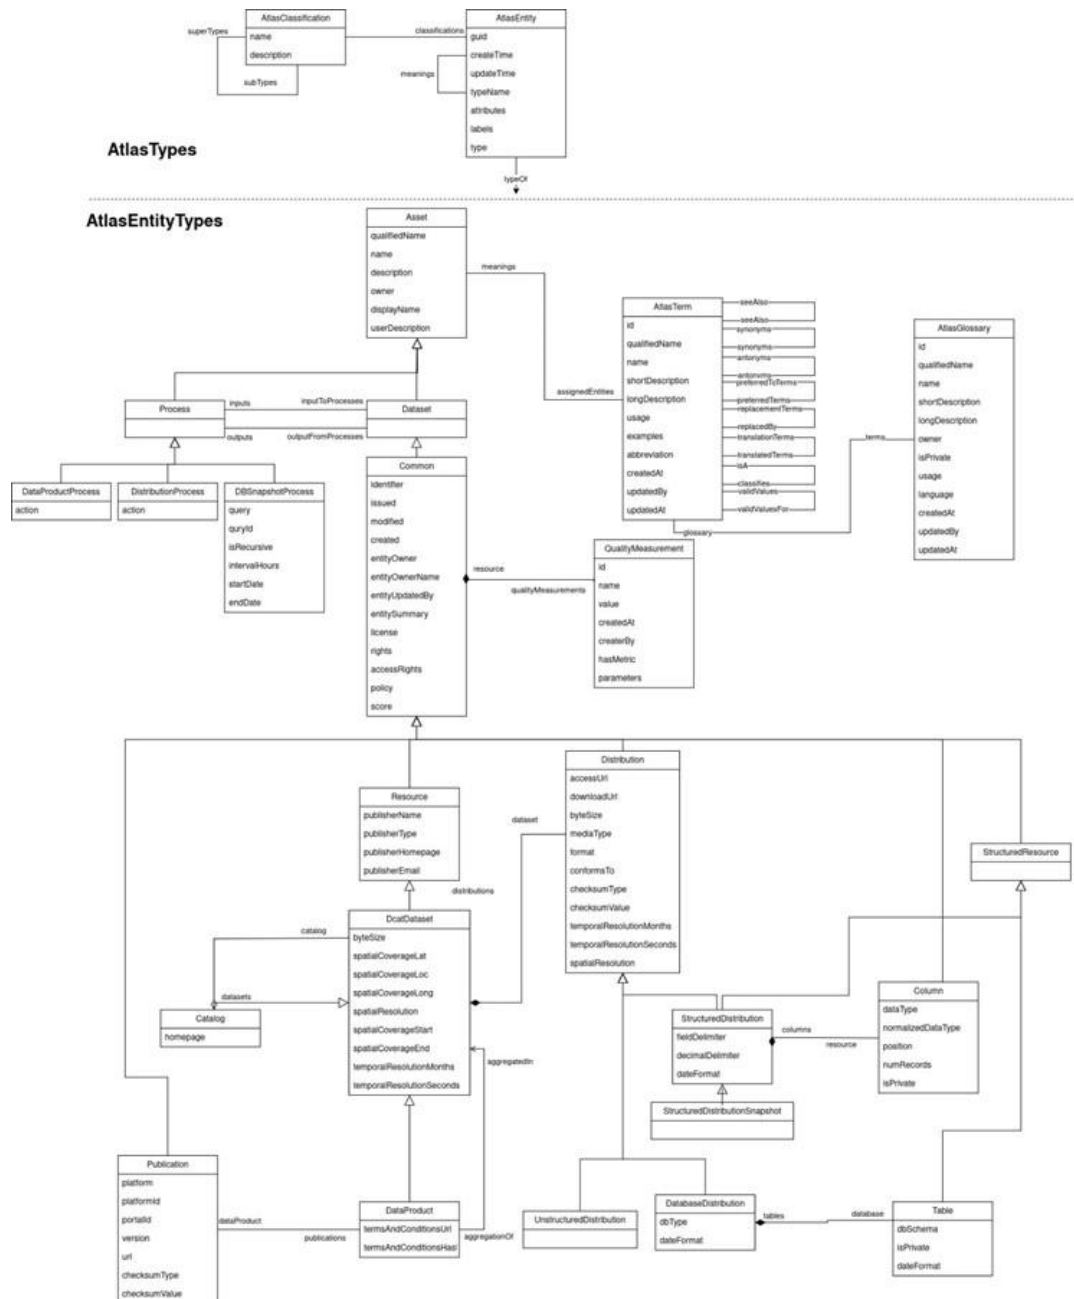 AtlasClassification
name
description
superTypes
subTypes
classifications
AtlasEntity
guid
createTime
updateTime
typeName
attributes
labels
type
meanings
typeOf
AtlasTypes
AtlasEntityTypes
Asset
qualifiedName
name
description
owner
displayName
userDescription
meanings
assignedEntities
AtlasTerm
id
qualifiedName
name
shortDescription
longDescription
usage
examples
abbreviation
createdAt
updatedBy
updatedAt
seeAlso
seeAlso
synonyms
synonyms
antonyms
antonyms
preferredToTerms
preferredTerms
replacementTerms
replacedBy
translationTerms
translatedTerms
isA
classifies
validValues
validValuesFor
terms
glossary
AtlasGlossary
id
qualifiedName
name
shortDescription
longDescription
owner
isPrivate
usage
language
createdAt
updatedBy
updatedAt
Process
inputs
inputToProcesses
outputs
outputFromProcesses
Dataset
DataProductProcess
action
DistributionProcess
action
DBSnapshotProcess
query
quryId
isRecursive
intervalHours
startDate
endDate
Common
identifier
issued
modified
created
entityOwner
entityOwnerName
entityUpdatedBy
entitySummary
license
rights
accessRights
policy
score
resource
qualityMeasurements
QualityMeasurement
id
name
value
createdAt
createrBy
hasMetric
parameters
Resource
publisherName
publisherType
publisherHomepage
publisherEmail
dataset
distributions
Distribution
accessUrl
downloadUrl
byteSize
mediaType
format
conformsTo
checksumType
checksumValue
temporalResolutionMonths
temporalResolutionSeconds
spatialResolution
StructuredResource
DcatDataset
byteSize
spatialCoverageLat
spatialCoverageLoc
spatialCoverageLong
spatialResolution
spatialCoverageStart
spatialCoverageEnd
temporalResolutionMonths
temporalResolutionSeconds
catalog
datasets
Catalog
homepage
aggregatedIn
StructuredDistribution
fieldDelimiter
decimalDelimiter
dateFormat
columns
resource
Column
dataType
normalizedDataType
position
numRecords
isPrivate
StructuredDistributionSnapshot
Publication
platform
platformId
portalId
version
url
checksumType
checksumValue
dataProduct
publications
DataProduct
termsAndConditionsUrl
termsAndConditionsHash
aggregationOf
UnstructuredDistribution
DatabaseDistribution
dbType
dateFormat
tables
database
Table
dbSchema
isPrivate
dateFormat